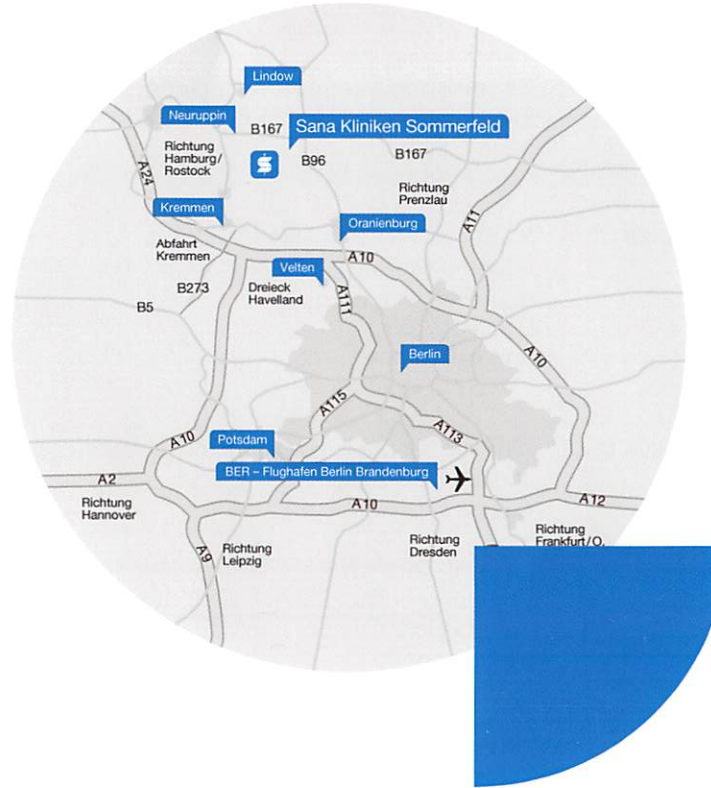 Lindow
Neuruppin
B167
Sana Kliniken Sommerfeld
Richtung
Hamburg/
Rostock
B96
B167
A24
Richtung
Prenzlau
Kremmen
Oranienburg
A11
Abfahrt
Kremmen
A10
Velten
B273
Dreieck
Havelland
A111
B5
A10
Berlin
A115
A10
Potsdam
A113
BER – Flughafen Berlin Brandenburg
A2
A10
A12
Richtung
Hannover
A9
Richtung
Leipzig
Richtung
Dresden
Richtung
Frankfurt/O.